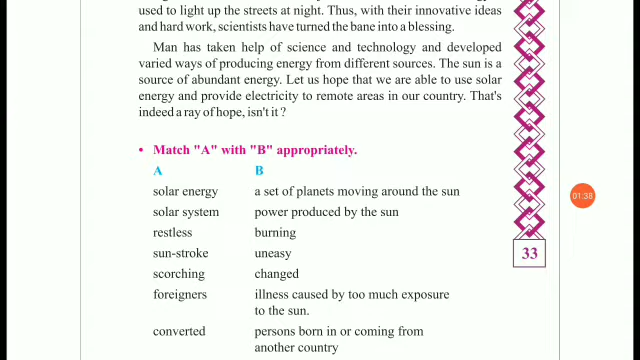 used to light up the streets at night. Thus, with their innovative ideas
and hard work, scientists have turned the bane into a blessing.
Man has taken help of science and technology and developed
varied ways of producing energy from different sources. The sun is a
source of abundant energy. Let us hope that we are able to use solar
energy and provide electricity to remote areas in our country. That's
indeed a ray of hope, isn't it ?
• Match "A" with "B" appropriately.
A B
solar energy a set of planets moving around the sun
solar system power produced by the sun
restless burning
sun-stroke uneasy
scorching changed
foreigners illness caused by too much exposure
to the sun.
converted persons born in or coming from
another country
33
01:38